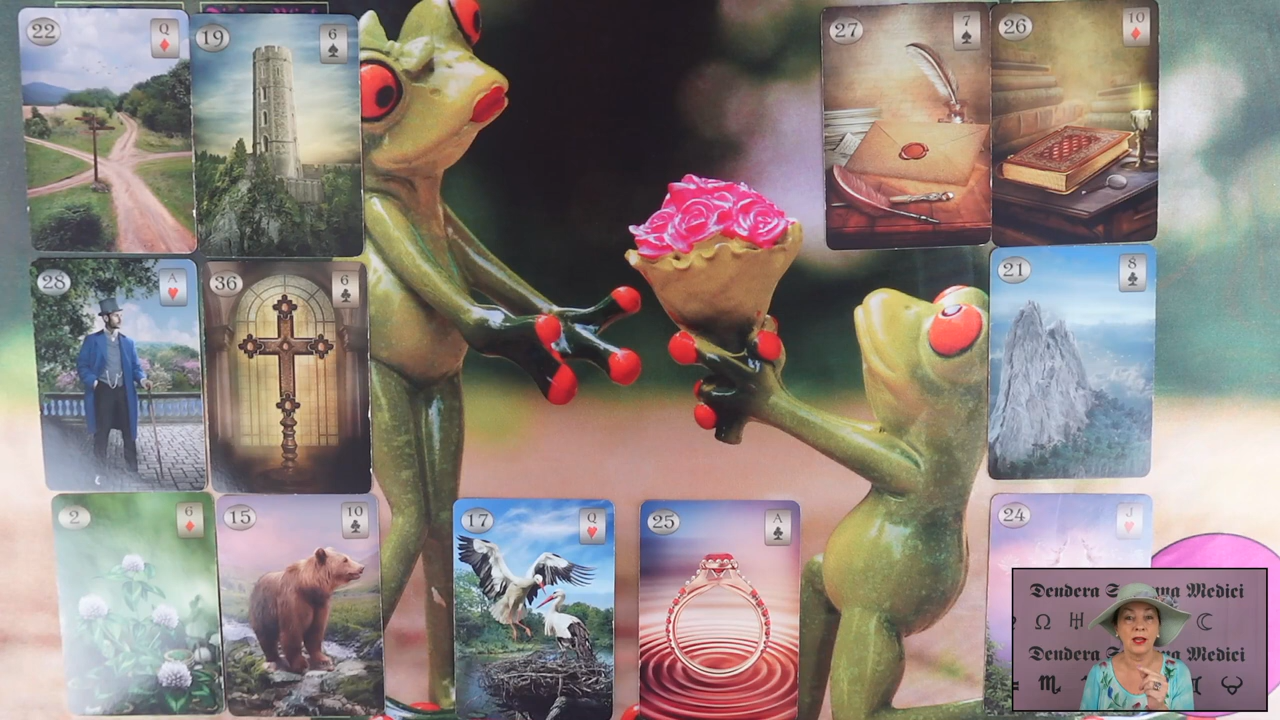 22 Q
19 6
27 7
26 10
28 A
36 6
21 8
2 6
15 10
17 Q
25 A
24 J
Dendera
Medici
Dendera
Medici